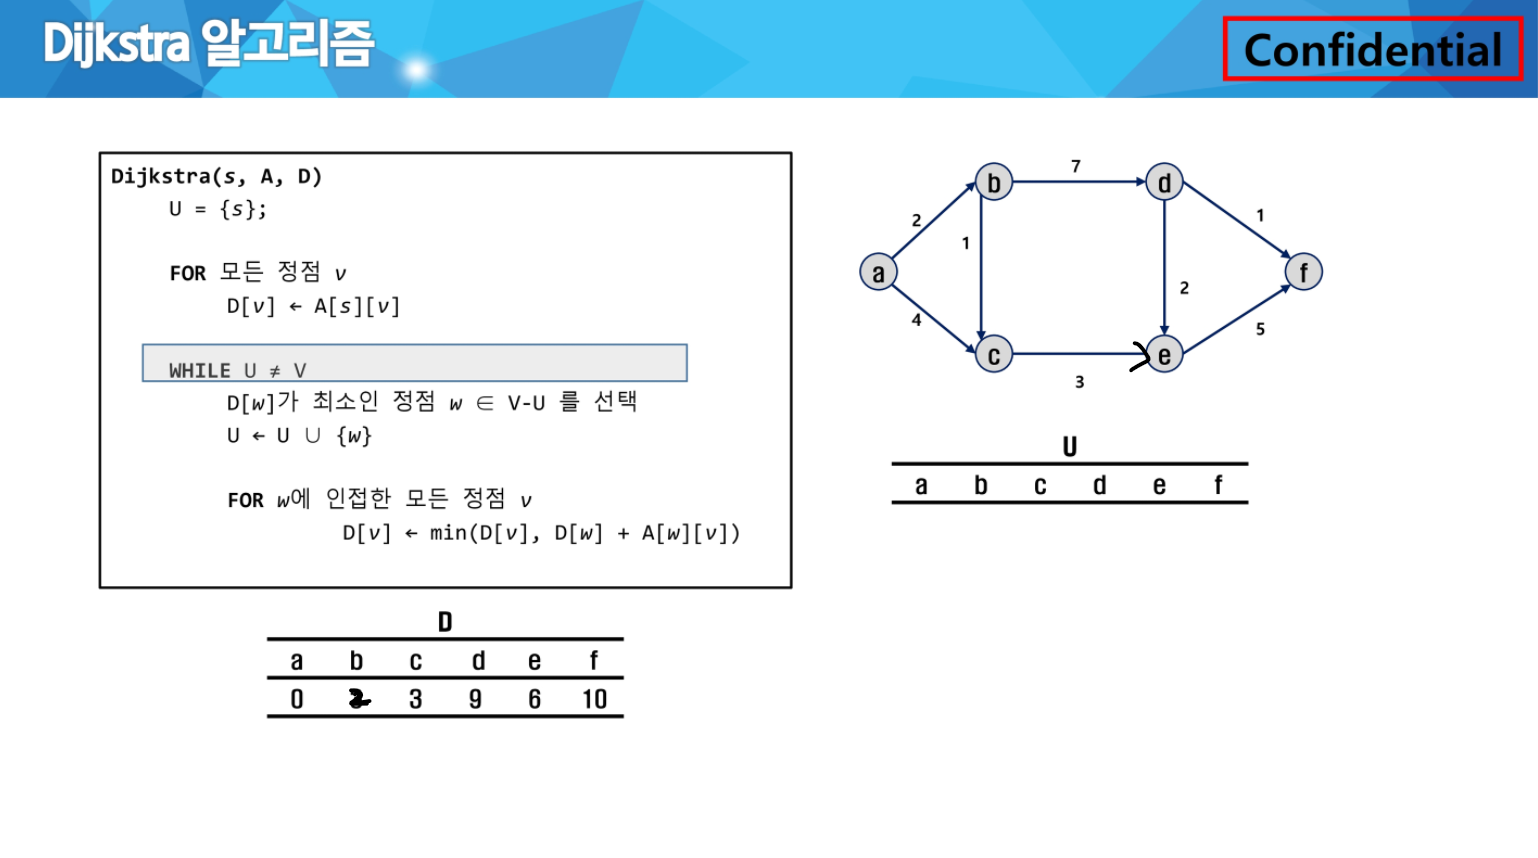 Dijkstra 알고리즘
Confidential
Dijkstra(s, A, D)
U = {s};
FOR 모든 정점 v
D[v] ← A[s][v]
WHILE U ≠ V
D[w]가 최소인 정점 w ∈ V-U 를 선택
U ← U ∪ {w}
FOR w에 인접한 모든 정점 v
D[v] ← min(D[v], D[w] + A[w][v])
7
b d
2 1 1
a f
2
4 5
c e
3
U
a b c d e f
D
a b c d e f
0 2 3 9 6 10